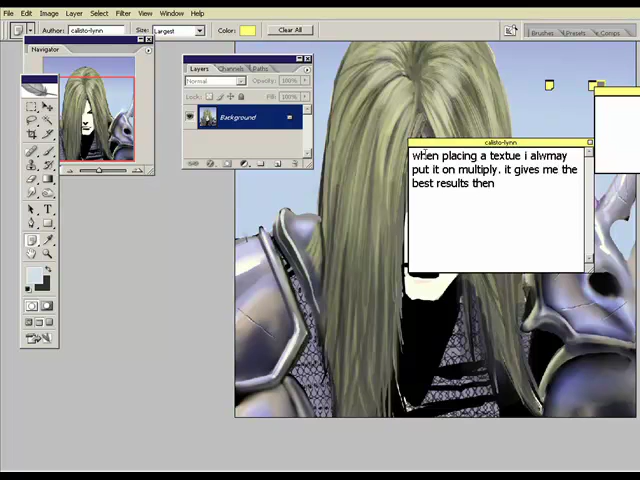 File Edit Image Layer Select Filter View Window Help
Author: calisto-lynn Size: Largest Color: Clear All
Brushes Presets Comps
Navigator
Layers Channels Paths
Normal Opacity: 100%
Lock: Fill: 100%
Background
calisto-lynn
when placing a textue i alwmay
put it on multiply. it gives me the
best results then